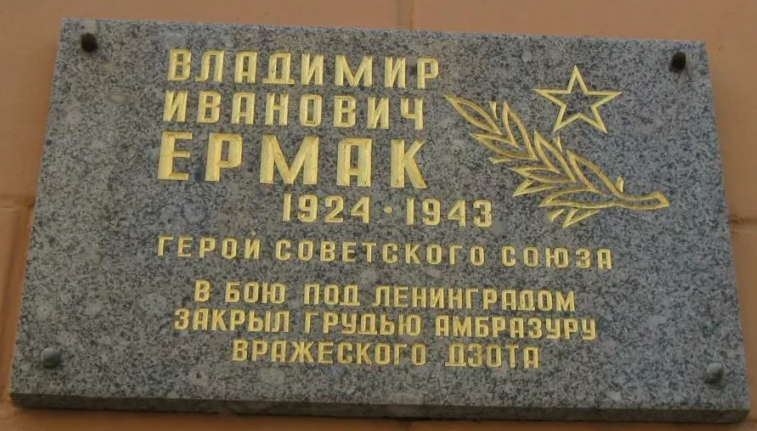 ВЛАДИМИР
ИВАНОВИЧ
ЕРМАК
1924 · 1943
ГЕРОЙ СОВЕТСКОГО СОЮЗА
В БОЮ ПОД ЛЕНИНГРАДОМ
ЗАКРЫЛ ГРУДЬЮ АМБРАЗУРУ
ВРАЖЕСКОГО ДЗОТА